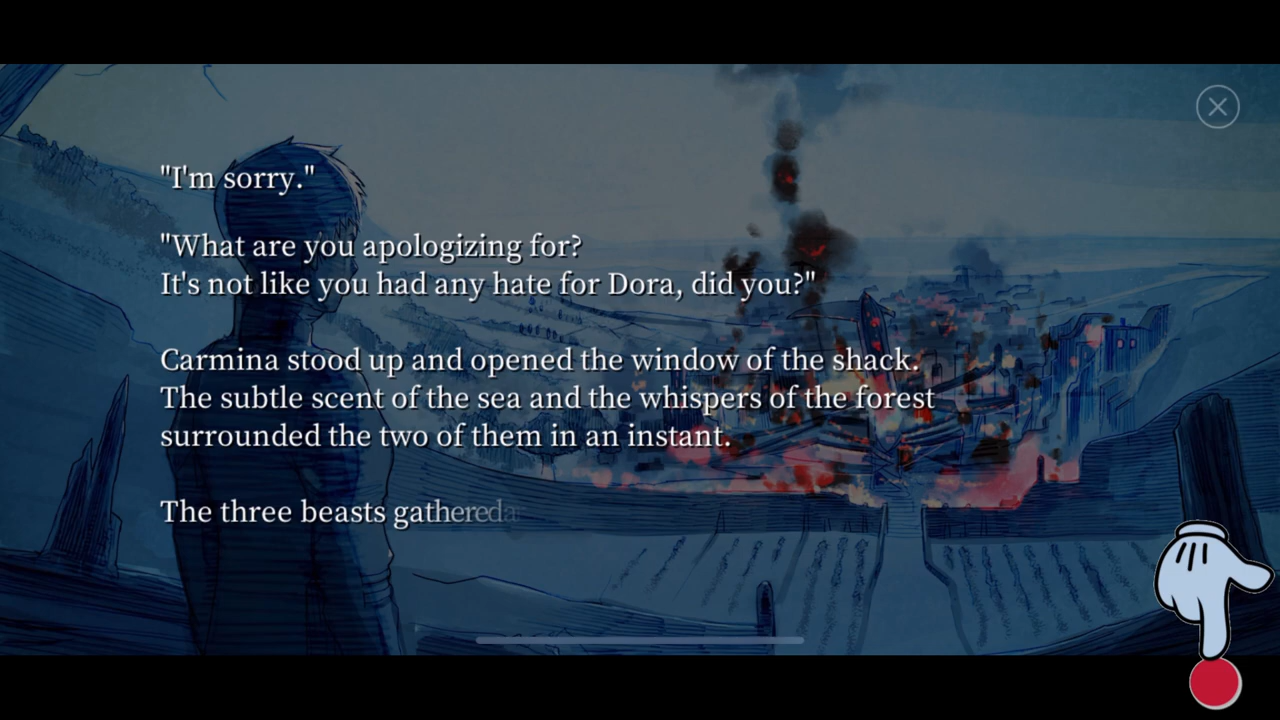 "I'm sorry."
"What are you apologizing for?
It's not like you had any hate for Dora, did you?"
Carmina stood up and opened the window of the shack.
The subtle scent of the sea and the whispers of the forest
surrounded the two of them in an instant.
The three beasts gathered